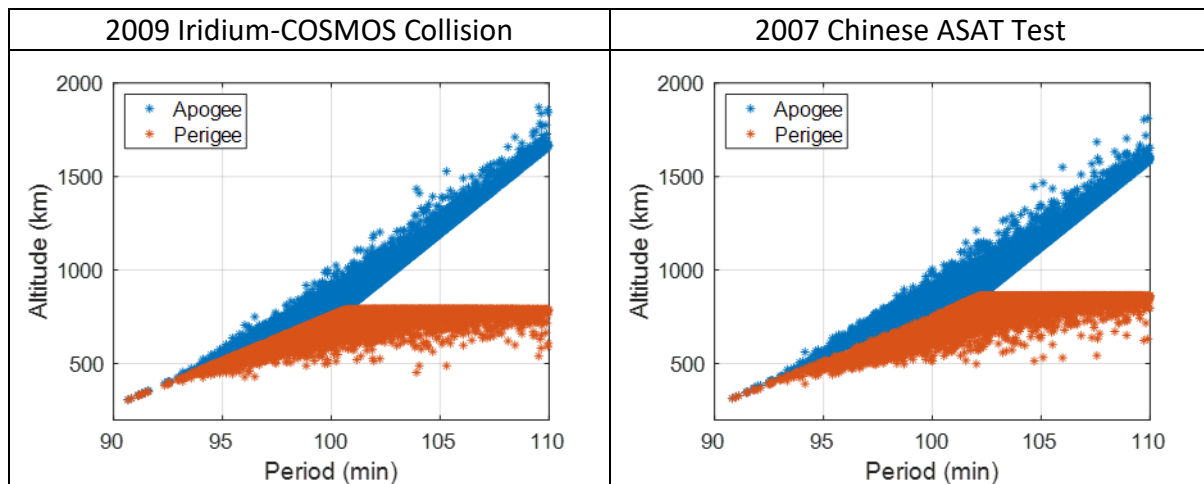 2009 Iridium-COSMOS Collision
2007 Chinese ASAT Test
2000
1500
1000
500
Altitude (km)
Apogee
Perigee
90
95
100
105
110
Period (min)
2000
1500
1000
500
Altitude (km)
Apogee
Perigee
90
95
100
105
110
Period (min)